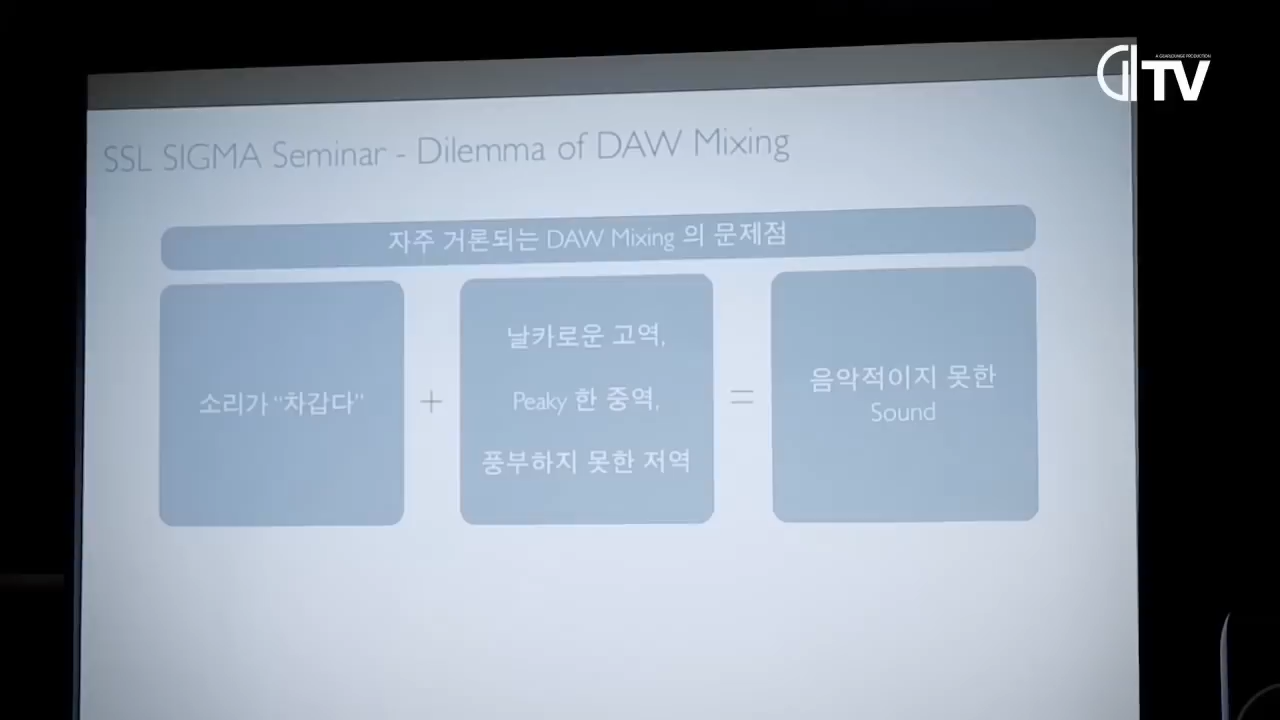 A GEARLOUNGE PRODUCTION
GTV
SSL SIGMA Seminar - Dilemma of DAW Mixing
자주 거론되는 DAW Mixing 의 문제점
소리가 "차갑다"
+
날카로운 고역,
Peaky 한 중역,
풍부하지 못한 저역
=
음악적이지 못한
Sound